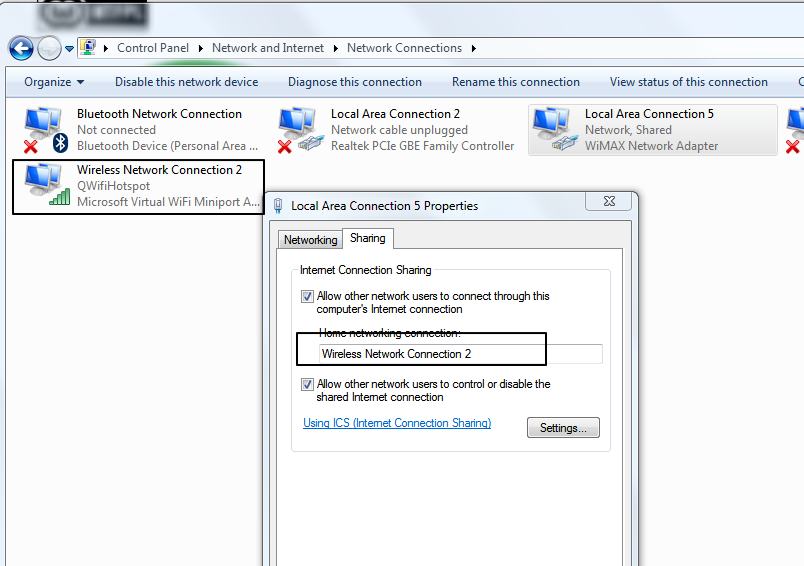 Control Panel Network and Internet Network Connections
Organize Disable this network device Diagnose this connection Rename this connection View status of this connection
Bluetooth Network Connection
Not connected
Bluetooth Device (Personal Area ...
Local Area Connection 2
Network cable unplugged
Realtek PCIe GBE Family Controller
Local Area Connection 5
Network, Shared
WiMAX Network Adapter
Wireless Network Connection 2
QWifiHotspot
Microsoft Virtual WiFi Miniport A...
Local Area Connection 5 Properties
Networking Sharing
Internet Connection Sharing
Allow other network users to connect through this
computer's Internet connection
Home networking connection:
Wireless Network Connection 2
Allow other network users to control or disable the
shared Internet connection
Using ICS (Internet Connection Sharing)
Settings...